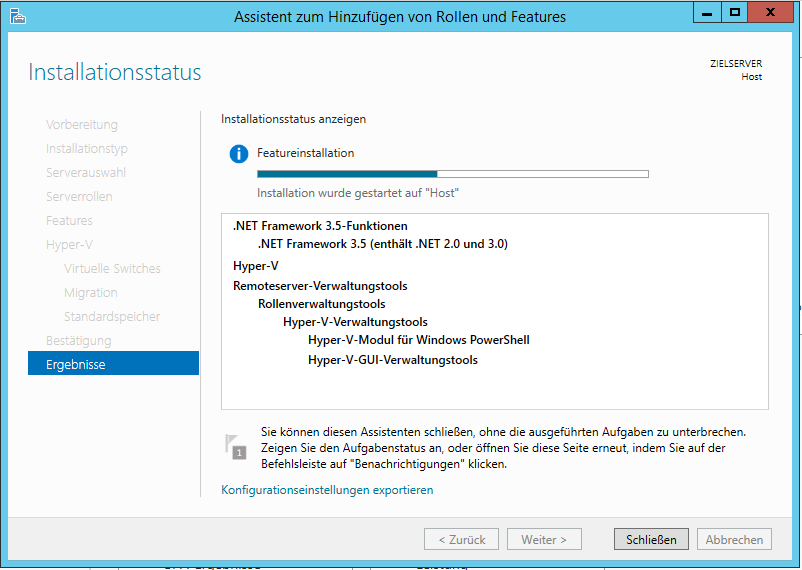 Assistent zum Hinzufügen von Rollen und Features
Installationsstatus
ZIELSERVER
Host
Vorbereitung
Installationstyp
Serverauswahl
Serverrollen
Features
Hyper-V
Virtuelle Switches
Migration
Standardspeicher
Bestätigung
Ergebnisse
Installationsstatus anzeigen
Featureinstallation
Installation wurde gestartet auf "Host"
.NET Framework 3.5-Funktionen
.NET Framework 3.5 (enthält .NET 2.0 und 3.0)
Hyper-V
Remoteserver-Verwaltungstools
Rollenverwaltungstools
Hyper-V-Verwaltungstools
Hyper-V-Modul für Windows PowerShell
Hyper-V-GUI-Verwaltungstools
1
Sie können diesen Assistenten schließen, ohne die ausgeführten Aufgaben zu unterbrechen.
Zeigen Sie den Aufgabenstatus an, oder öffnen Sie diese Seite erneut, indem Sie auf der
Befehlsleiste auf "Benachrichtigungen" klicken.
Konfigurationseinstellungen exportieren
< Zurück
Weiter >
Schließen
Abbrechen